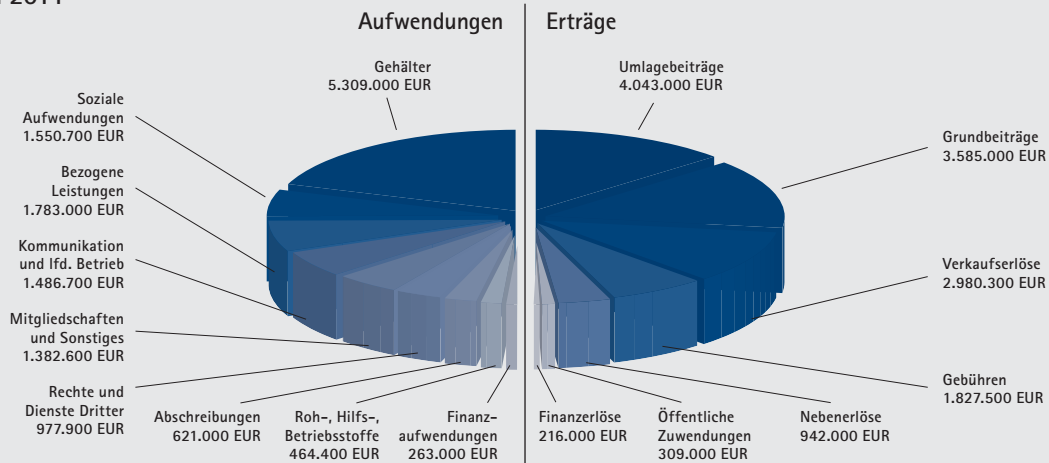 Aufwendungen
Erträge
Gehälter
5.309.000 EUR
Soziale
Aufwendungen
1.550.700 EUR
Bezogene
Leistungen
1.783.000 EUR
Kommunikation
und lfd. Betrieb
1.486.700 EUR
Mitgliedschaften
und Sonstiges
1.382.600 EUR
Rechte und
Dienste Dritter
977.900 EUR
Abschreibungen
621.000 EUR
Roh-, Hilfs-,
Betriebsstoffe
464.400 EUR
Finanz-
aufwendungen
263.000 EUR
Umlagebeiträge
4.043.000 EUR
Grundbeiträge
3.585.000 EUR
Verkaufserlöse
2.980.300 EUR
Gebühren
1.827.500 EUR
Nebenerlöse
942.000 EUR
Öffentliche
Zuwendungen
309.000 EUR
Finanzerlöse
216.000 EUR